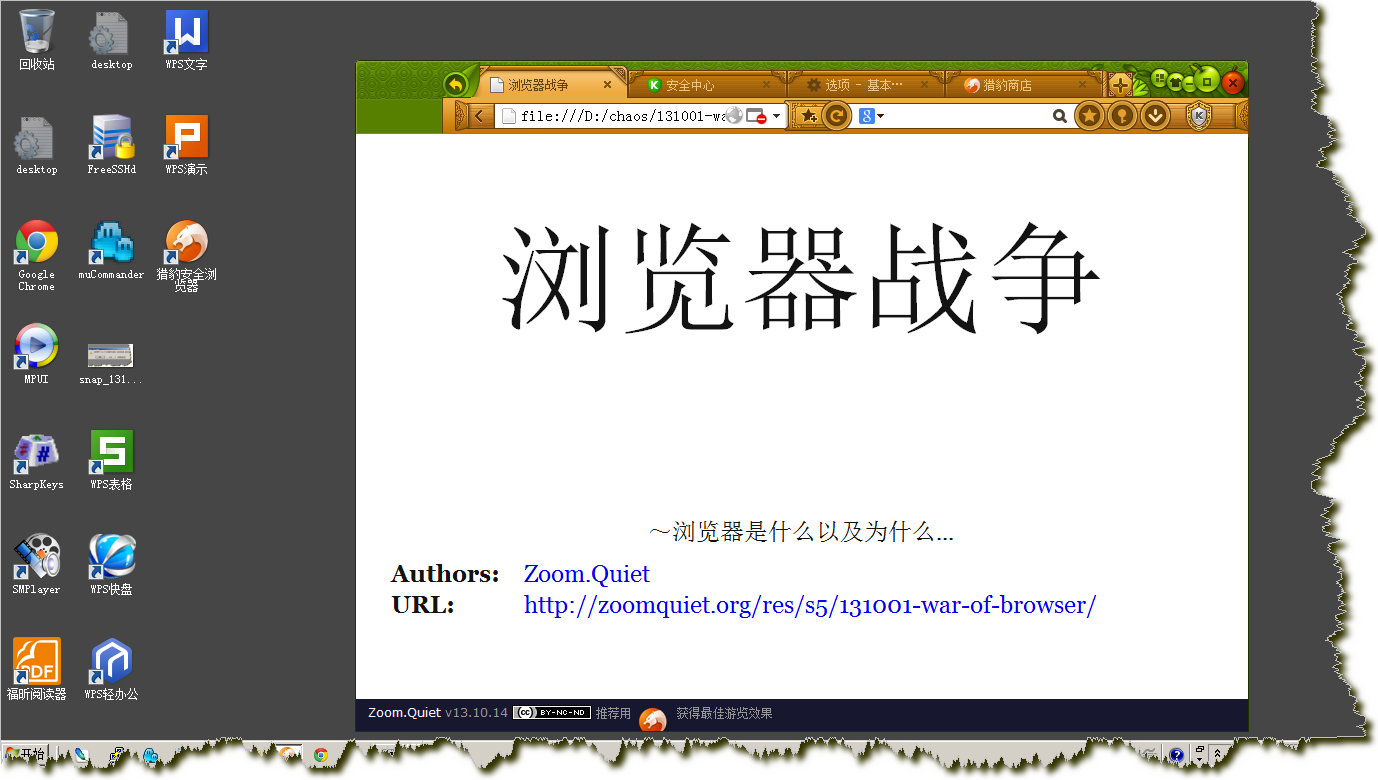 回收站
desktop
WPS文字
desktop
FreeSSHd
WPS演示
Google
Chrome
muCommander
猎豹安全浏
览器
MPUI
snap_131...
SharpKeys
WPS表格
SMPlayer
WPS快盘
PDF
福昕阅读器
WPS轻办公
浏览器战争
安全中心
选项 - 基本…
猎豹商店
file:///D:/chaos/131001-wa
浏览器战争
～浏览器是什么以及为什么...
Authors: Zoom.Quiet
URL: http://zoomquiet.org/res/s5/131001-war-of-browser/
Zoom.Quiet v13.10.14 cc BY-NC-ND 推荐用 获得最佳游览效果
开始